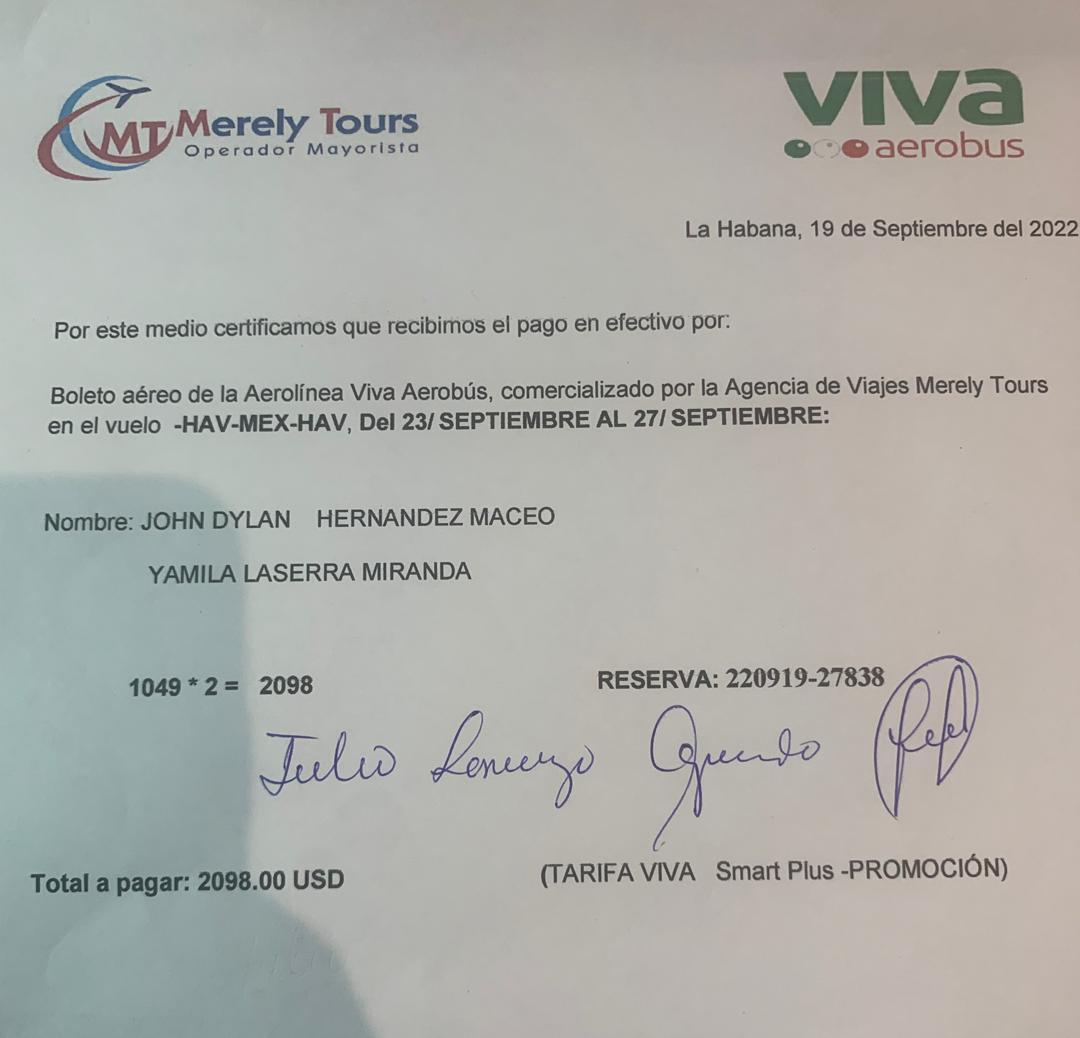 MT Merely Tours
Operador Mayorista
VIVA
aerobus
La Habana, 19 de Septiembre del 2022
Por este medio certificamos que recibimos el pago en efectivo por:
Boleto aéreo de la Aerolínea Viva Aerobús, comercializado por la Agencia de Viajes Merely Tours
en el vuelo -HAV-MEX-HAV, Del 23/ SEPTIEMBRE AL 27/ SEPTIEMBRE:
Nombre: JOHN DYLAN HERNANDEZ MACEO
YAMILA LASERRA MIRANDA
1049 * 2 = 2098 RESERVA: 220919-27838
Julio Lorenzo
Total a pagar: 2098.00 USD (TARIFA VIVA Smart Plus -PROMOCIÓN)